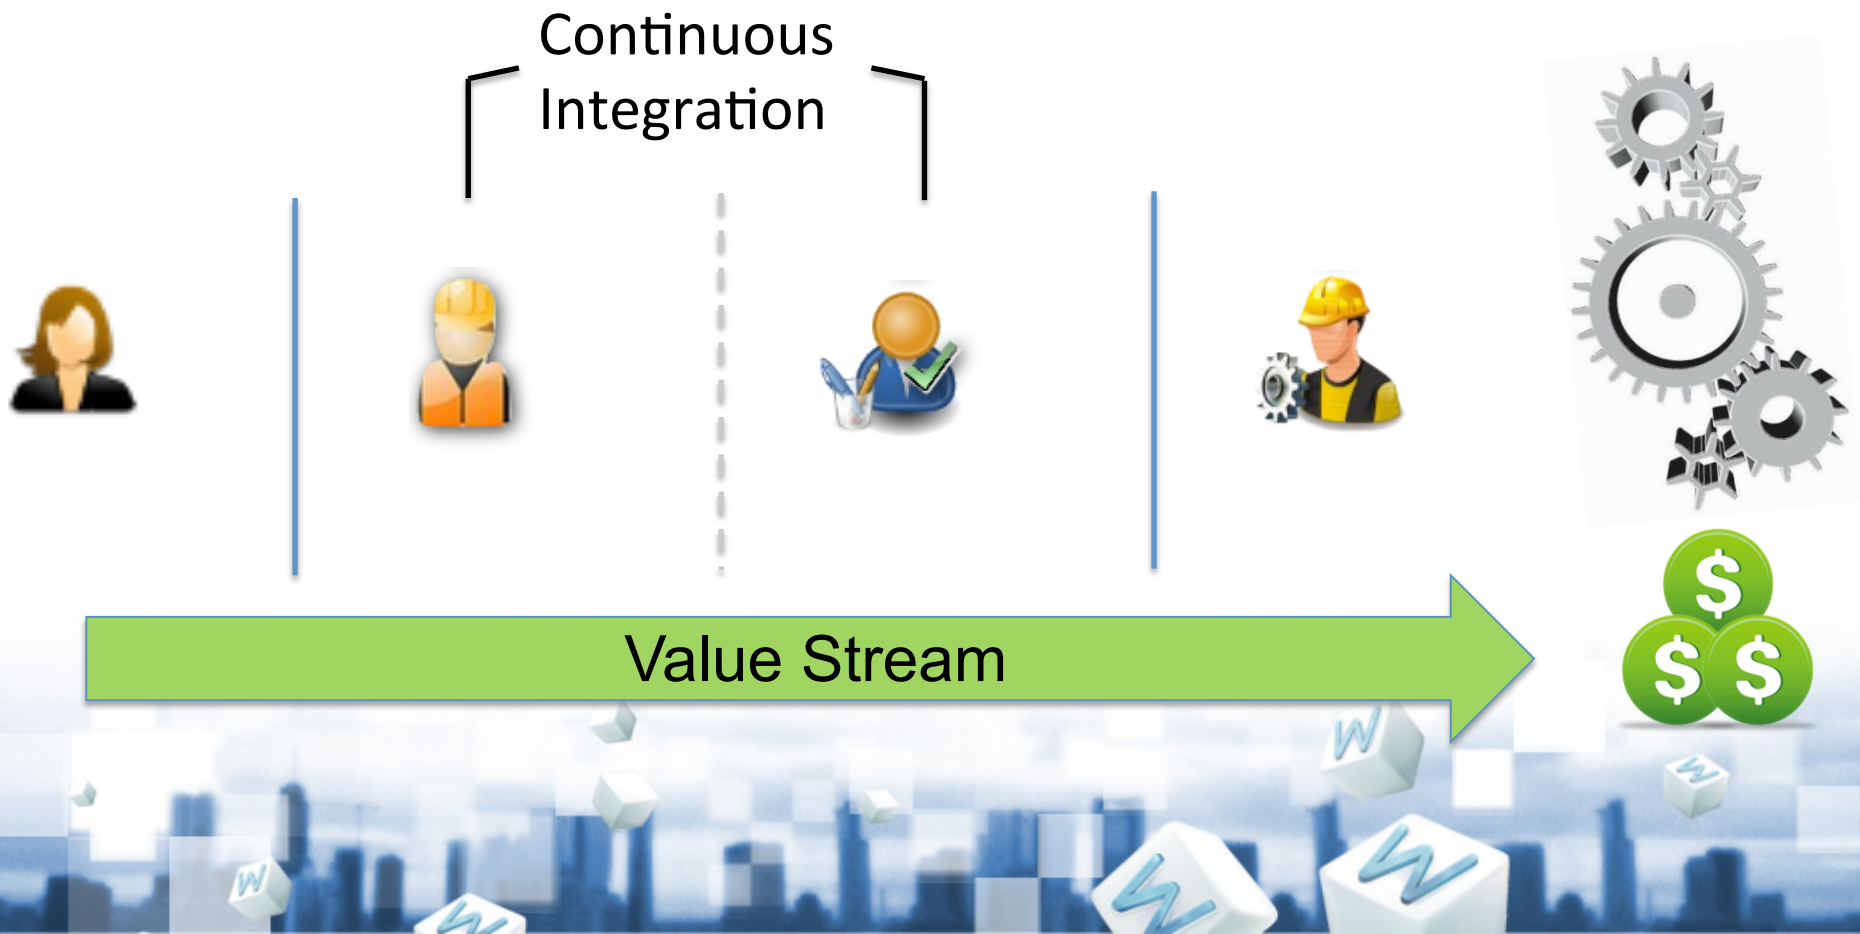 Continuous
Integration
Value Stream
$
$ $
W
W
W
W
W
W